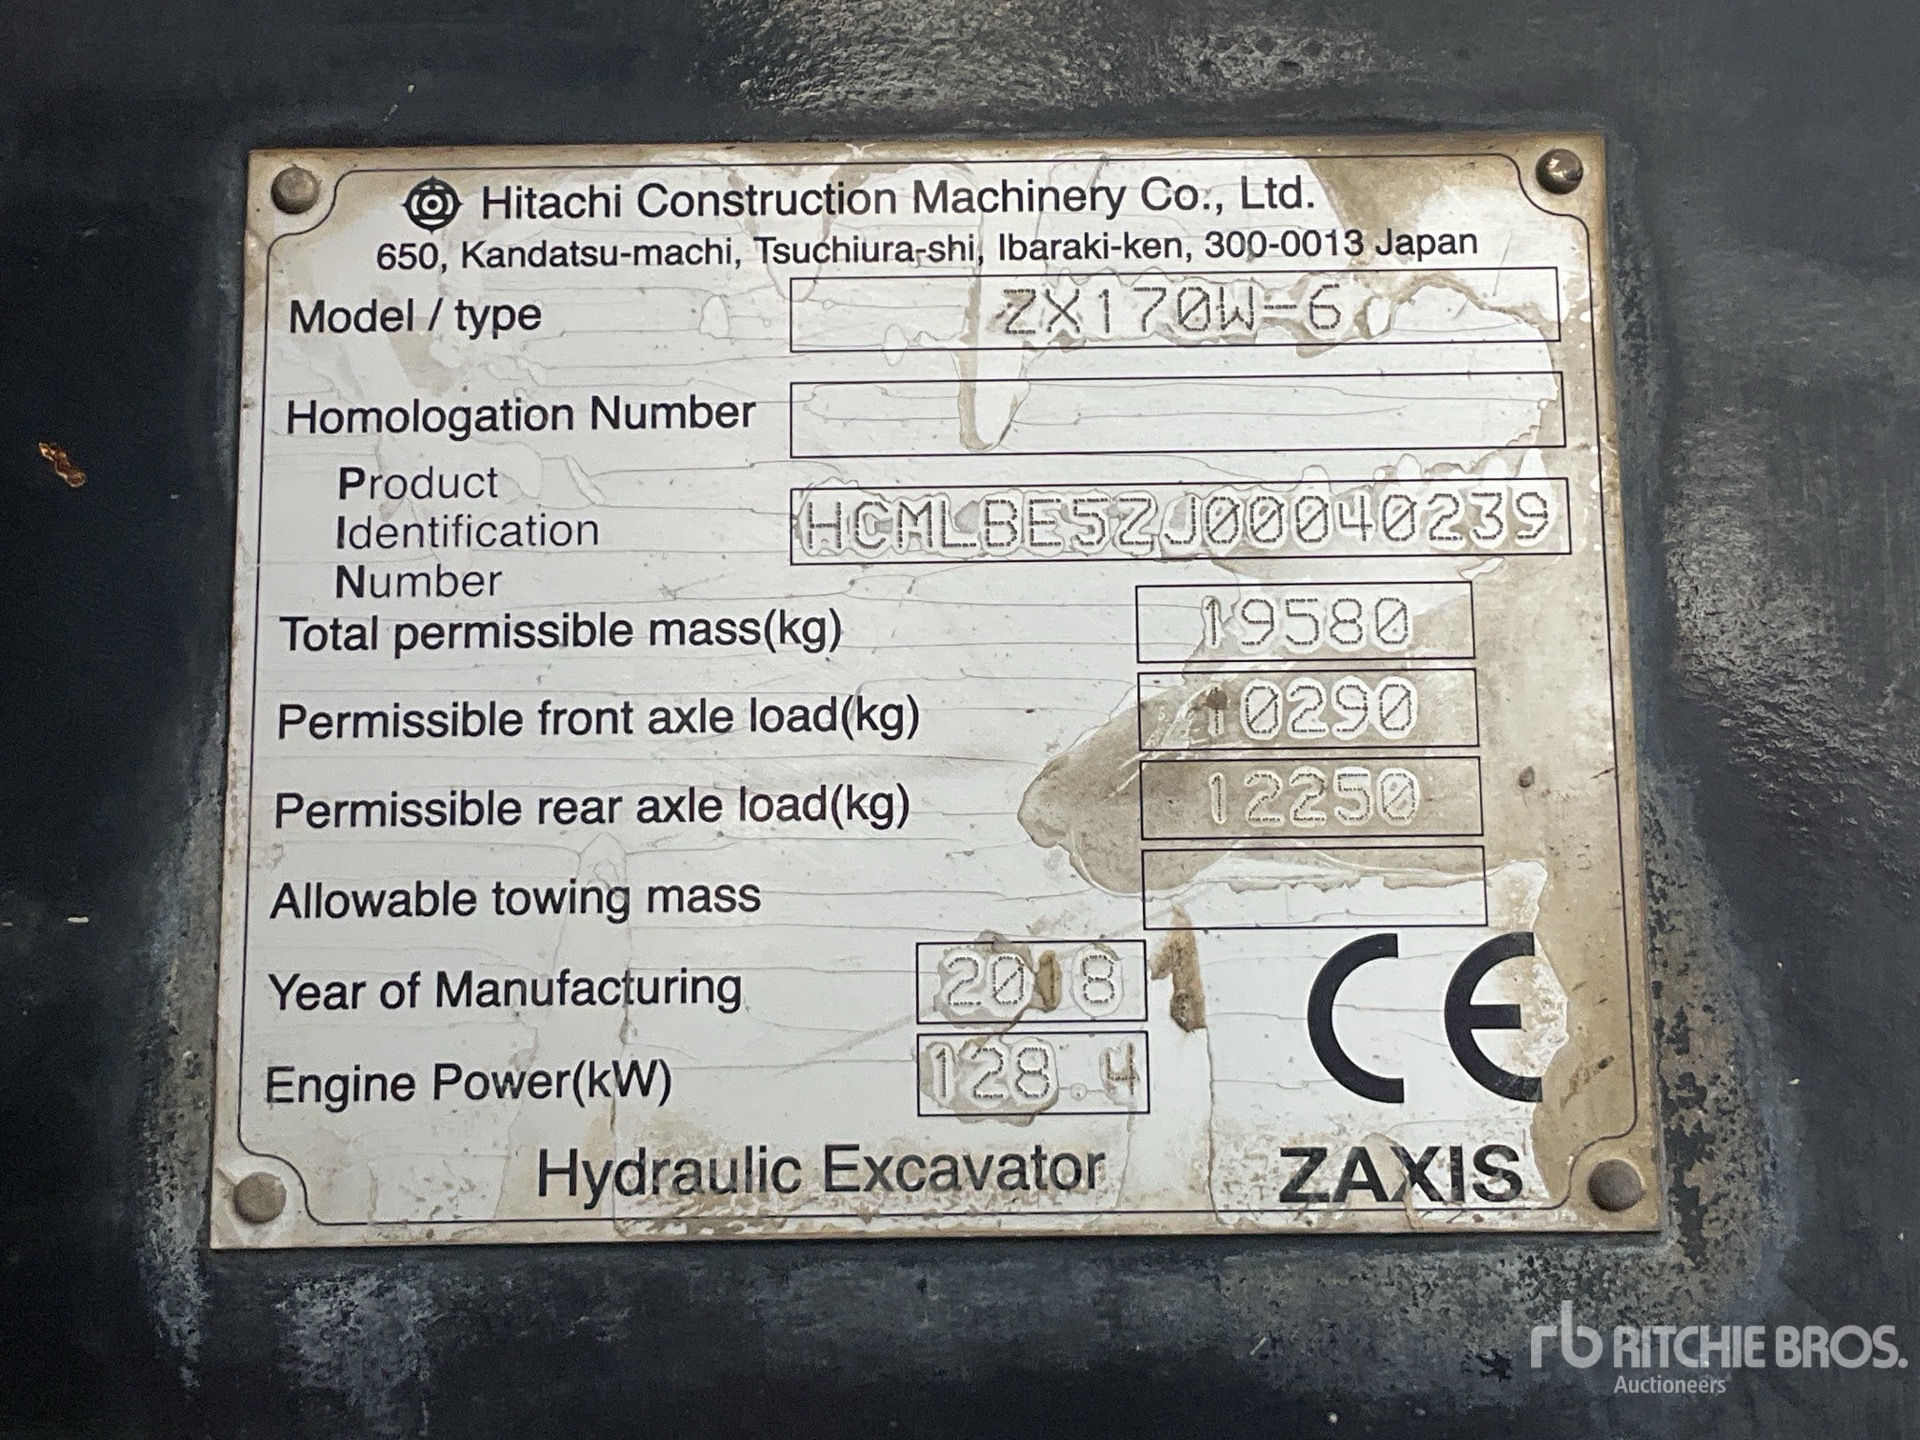 Hitachi Construction Machinery Co., Ltd.
650, Kandatsu-machi, Tsuchiura-shi, Ibaraki-ken, 300-0013 Japan
Model / type ZX170W-6
Homologation Number
Product
Identification HCMLBE5ZJ00040239
Number
Total permissible mass(kg) 19580
Permissible front axle load(kg) 10290
Permissible rear axle load(kg) 12250
Allowable towing mass
Year of Manufacturing 2018
Engine Power(kW) 128.4
CE
Hydraulic Excavator ZAXIS
rb RITCHIE BROS.
Auctioneers